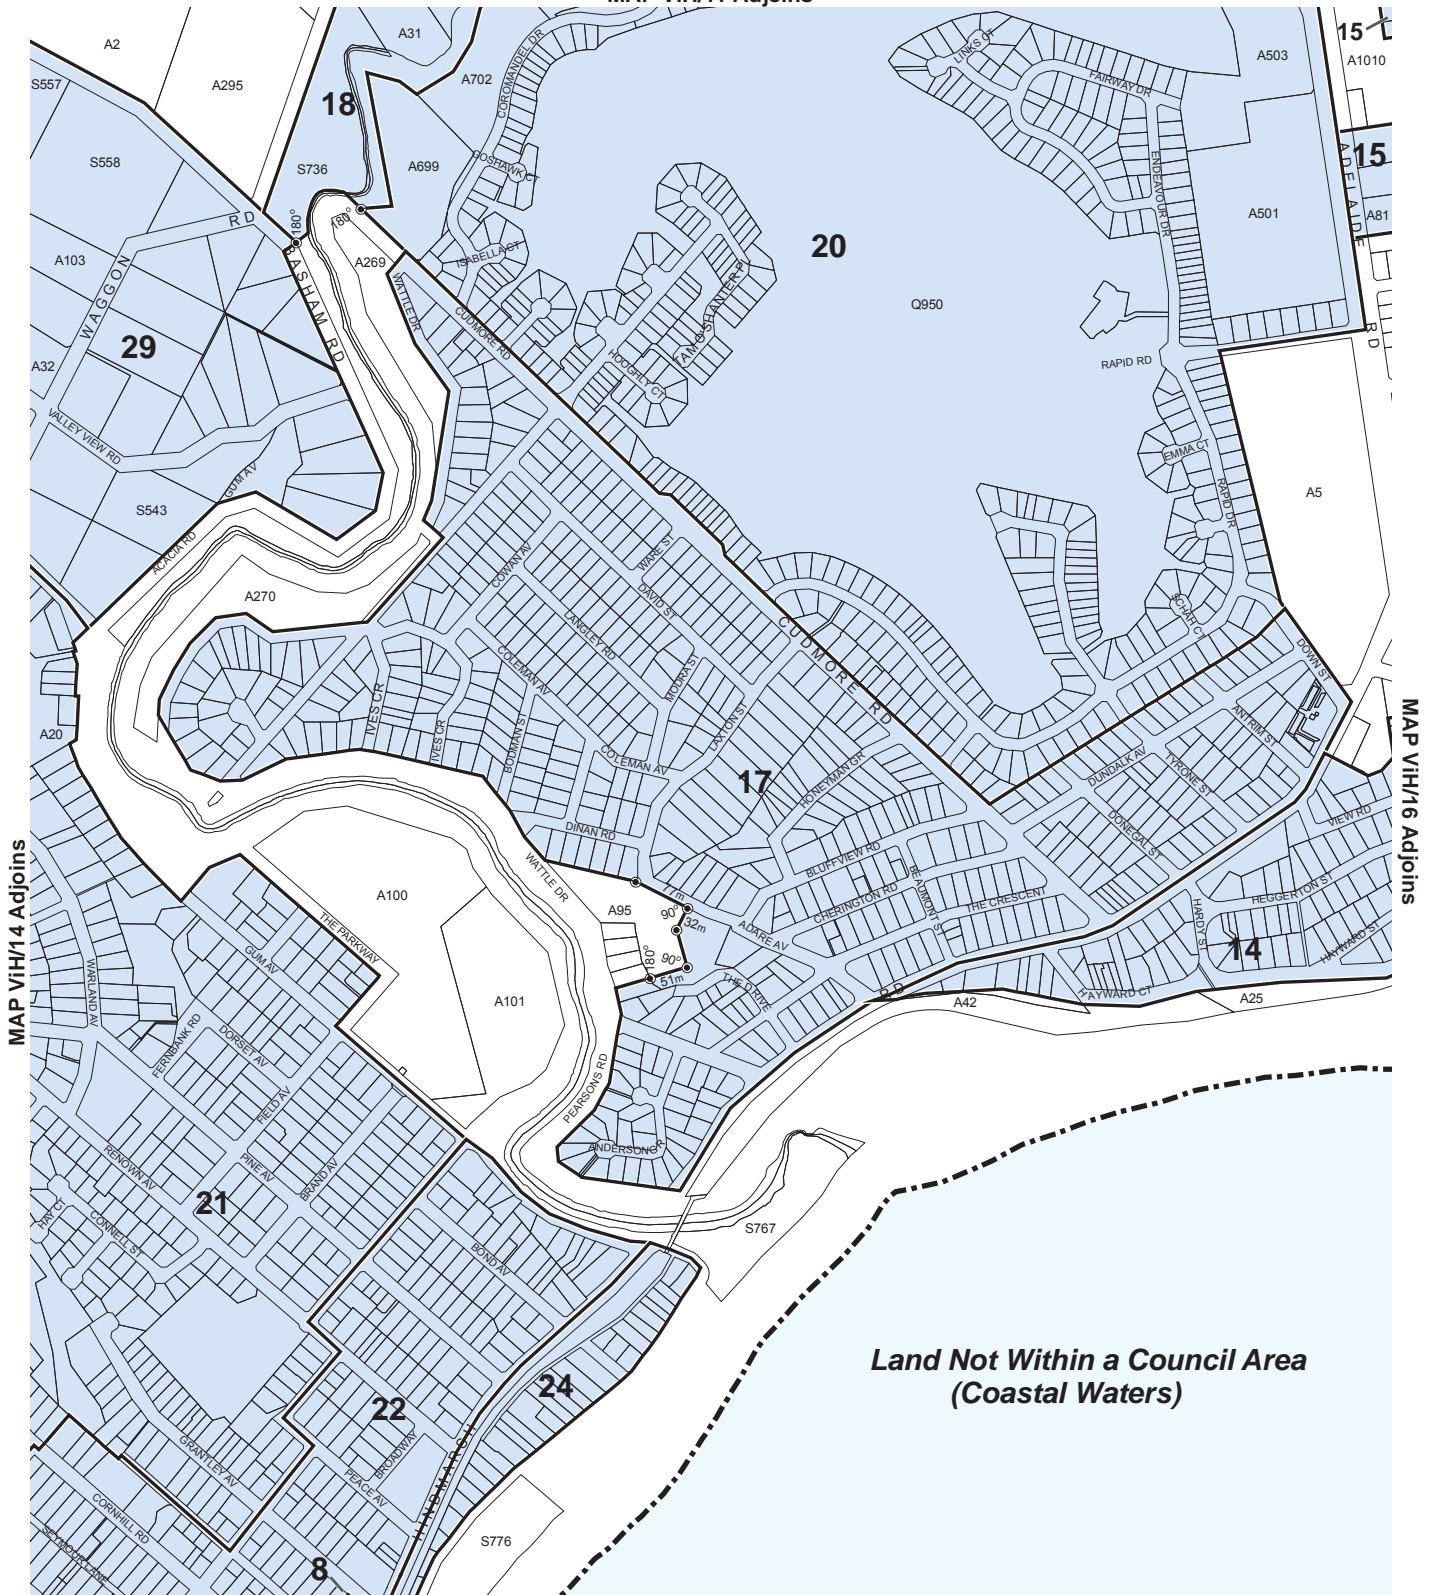 MAP ViH/11 Adjoins
A2
A31
A295
A702
S557
18
COROMANDEL DR
LINKS CT
FAIRWAY DR
A503
15
A1010
S558
S736
A699
GOSHAWK CT
ENDEAVOUR DR
15
ADELAIDE
RD
A501
A81
180°
180°
RD
WAGGON
BASHAM RD
A103
A269
WATTLE DR
ISABELLA CT
20
Q950
TAM O'SHANTER PL
CUDMORE RD
HOOGHLY CT
29
A32
RAPID RD
VALLEY VIEW RD
GUM AV
S543
ACACIA RD
EMMA CT
RAPID DR
A5
A270
COWAN AV
WARE ST
DAVID ST
LANGLEY RD
COLEMAN AV
MODRA S
LAXTON ST
CUDMORE RD
SCHAH CT
DOWN ST
IVES CR
IVES CR
BODMAN ST
COLEMAN AV
A20
17
HONEYMAN GR
DUNDALK AV
ANTRIM ST
TYRONE ST
DONEGAL ST
VIEW RD
MAP ViH/14 Adjoins
MAP ViH/16 Adjoins
DINAN RD
WATTLE DR
BLUFFVIEW RD
BEAUMONT ST
CHERINGTON RD
THE CRESCENT
HEGGERTON ST
HARDY ST
14
HAYWARD ST
A100
THE PARKWAY
A95
77m
90°
32m
ADARE AV
180°
90°
51m
THE DRIVE
RD
HAYWARD CT
A42
A25
GUM AV
WARLAND AV
A101
FERNBANK RD
DORSET AV
FIELD AV
PEARSONS RD
ANDERSON
RENOWN AV
PINE AV
BRAND AV
21
HAY CT
CONNELL ST
BOND AV
S767
Land Not Within a Council Area
(Coastal Waters)
24
22
HINDMARSH
BROADWAY
PEACE AV
GRANTLEY AV
CORNHILL RD
SEYMOUR LANE
8
S776